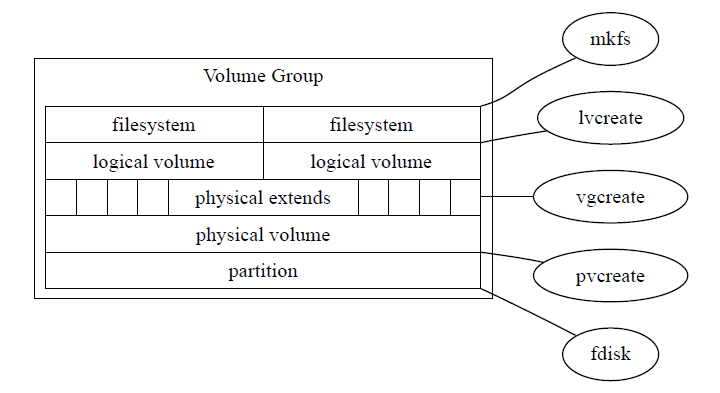 mkfs
Volume Group
filesystem filesystem
lvcreate
logical volume logical volume
physical extends
vgcreate
physical volume
partition
pvcreate
fdisk